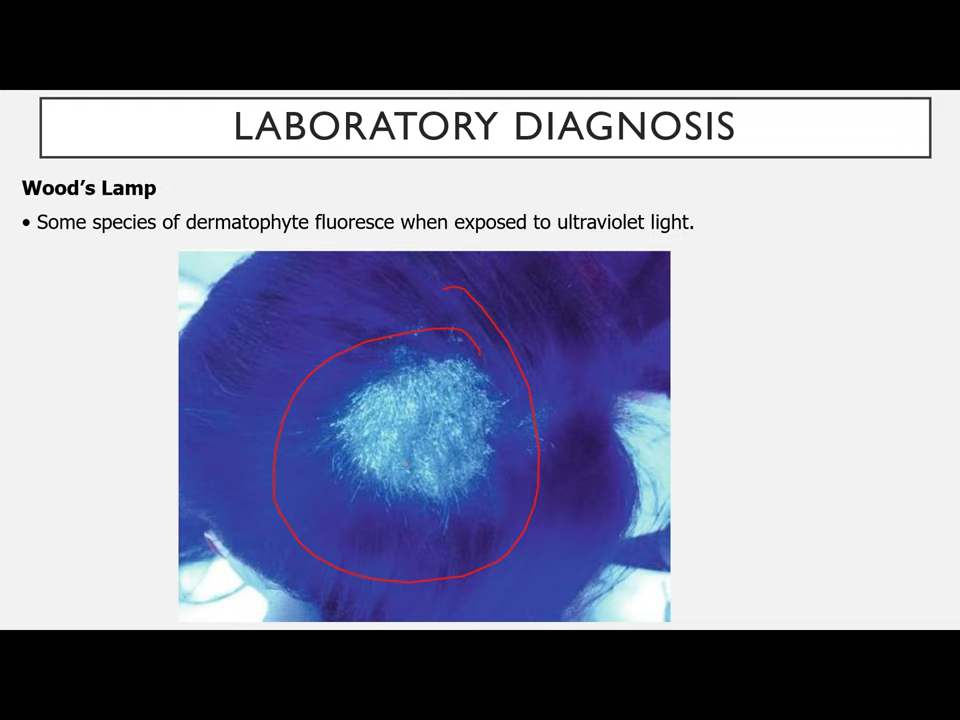 LABORATORY DIAGNOSIS
Wood’s Lamp
• Some species of dermatophyte fluoresce when exposed to ultraviolet light.